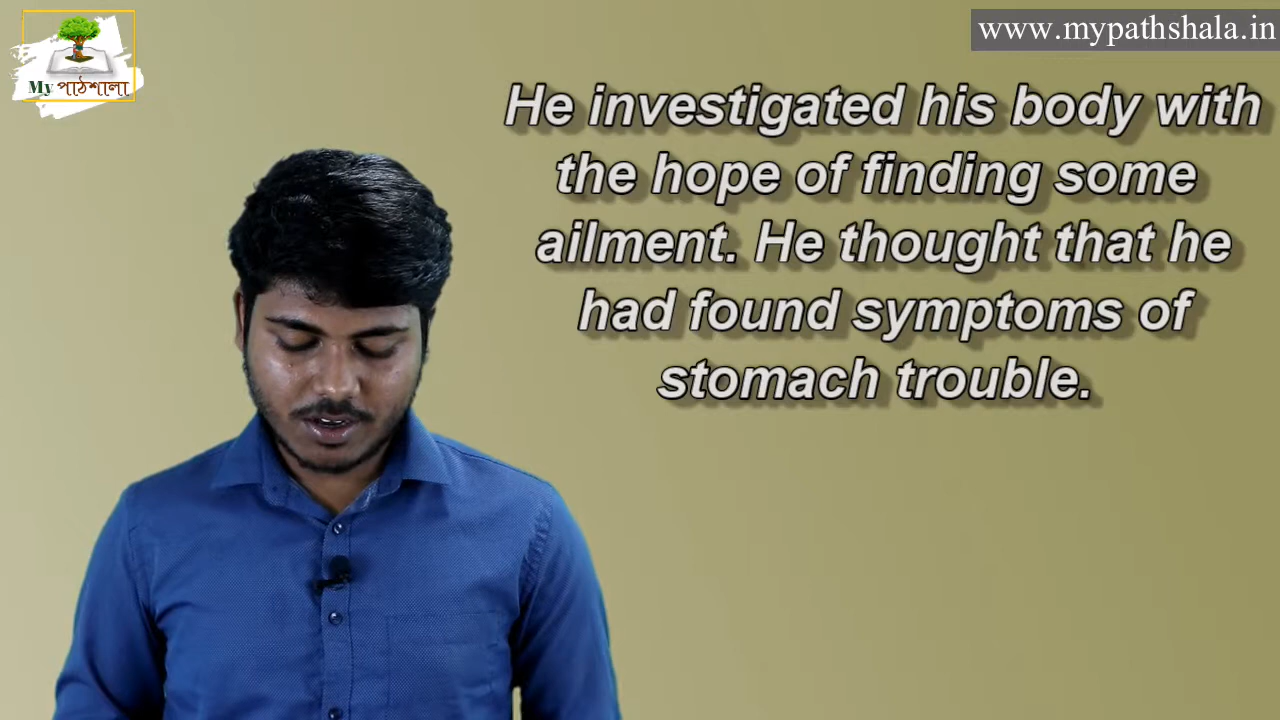 My পাঠশালা
www.mypathshala.in
He investigated his body with
the hope of finding some
ailment. He thought that he
had found symptoms of
stomach trouble.